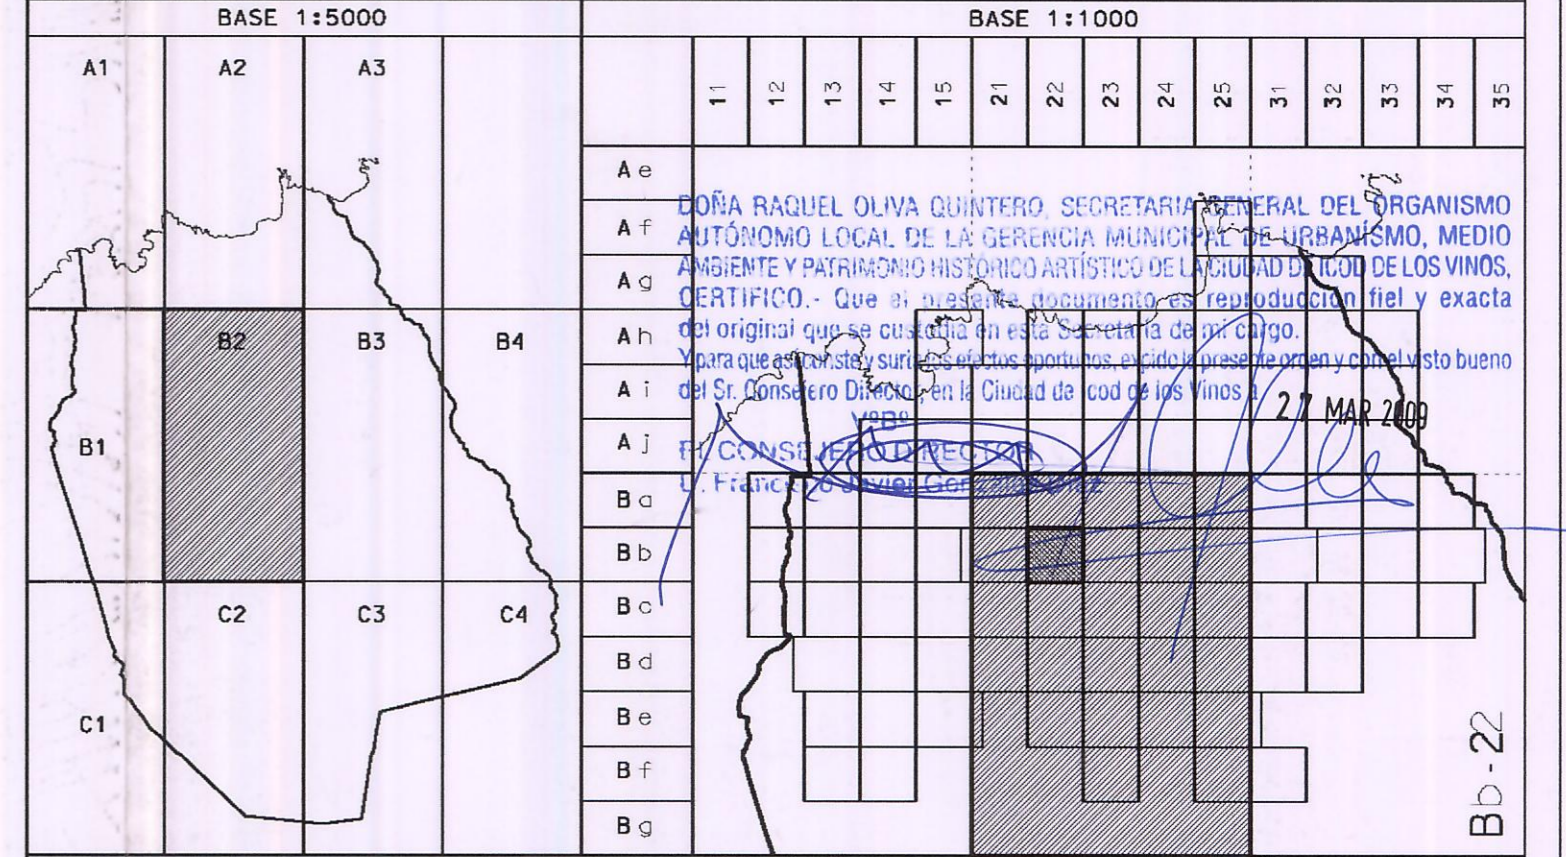 BASE 1:5000
BASE 1:1000
A1 A2 A3
11 12 13 14 15 21 22 23 24 25 31 32 33 34 35
B1 B2 B3 B4
C1 C2 C3 C4
Ae
Af
Ag
Ah
Ai
Aj
Ba
Bb
Bc
Bd
Be
Bf
Bg
DOÑA RAQUEL OLIVA QUINTERO, SECRETARIA GENERAL DEL ORGANISMO
AUTÓNOMO LOCAL DE LA GERENCIA MUNICIPAL DE URBANÍSMO, MEDIO
AMBIENTE Y PATRIMONIO HISTÓRICO ARTÍSTICO DE LA CIUDAD DE ICOD DE LOS VINOS,
CERTIFICO.- Que el presente documento es reproducción fiel y exacta
del original que se custodia en esta Secretaría de mi cargo.
Y para que así conste y surta los efectos oportunos, expido la presente orden y con el visto bueno
del Sr. Consejero Director, en la Ciudad de Icod de los Vinos a
27 MAR 2009
VºBº
EL CONSEJERO DIRECTOR
D. Francisco Javier González Díaz
Bb-22